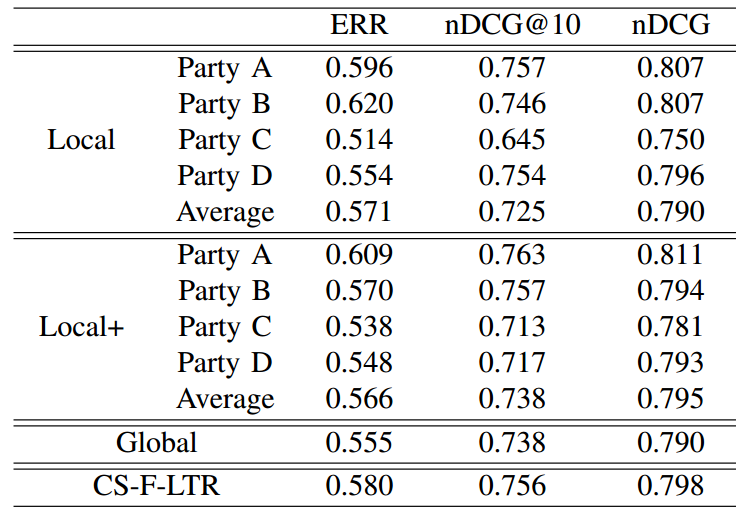 ERR nDCG@10 nDCG
Party A 0.596 0.757 0.807
Party B 0.620 0.746 0.807
Local Party C 0.514 0.645 0.750
Party D 0.554 0.754 0.796
Average 0.571 0.725 0.790
Party A 0.609 0.763 0.811
Party B 0.570 0.757 0.794
Local+ Party C 0.538 0.713 0.781
Party D 0.548 0.717 0.793
Average 0.566 0.738 0.795
Global 0.555 0.738 0.790
CS-F-LTR 0.580 0.756 0.798